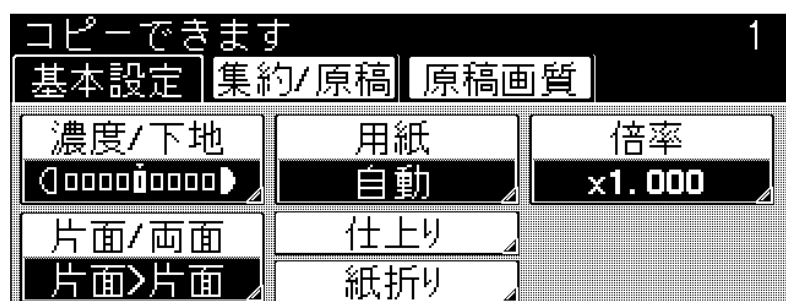 コピーできます 1
基本設定 集約/原稿 原稿画質
濃度/下地 用紙 倍率
自動 x1.000
片面/両面 仕上り
片面>片面 紙折り